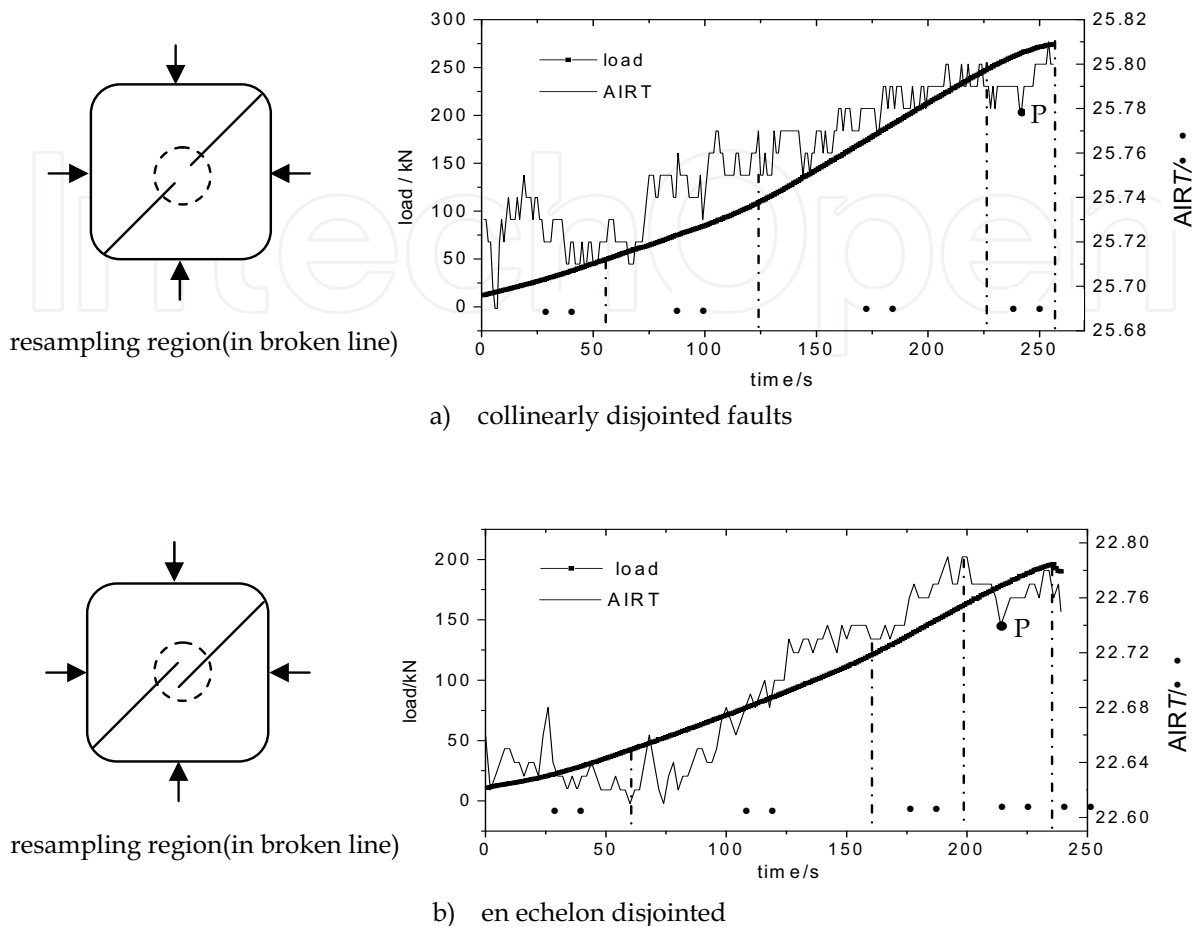 300
250
200
150
100
50
0
load / kN
load
AIRT
P
25.82
25.80
25.78
25.76
25.74
25.72
25.70
25.68
AIRT/• •
0 50 100 150 200 250
time/s
resampling region(in broken line)
a) collinearly disjointed faults
200
150
100
50
0
load/kN
load
AIRT
P
22.80
22.76
22.72
22.68
22.64
22.60
AIRT/• •
0 50 100 150 200 250
time/s
resampling region(in broken line)
b) en echelon disjointed
IntechOpen